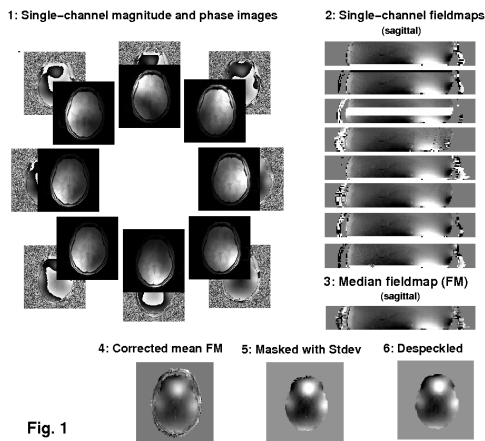 1: Single-channel magnitude and phase images
2: Single-channel fieldmaps
(sagittal)
3: Median fieldmap (FM)
(sagittal)
4: Corrected mean FM
5: Masked with Stdev
6: Despeckled
Fig. 1